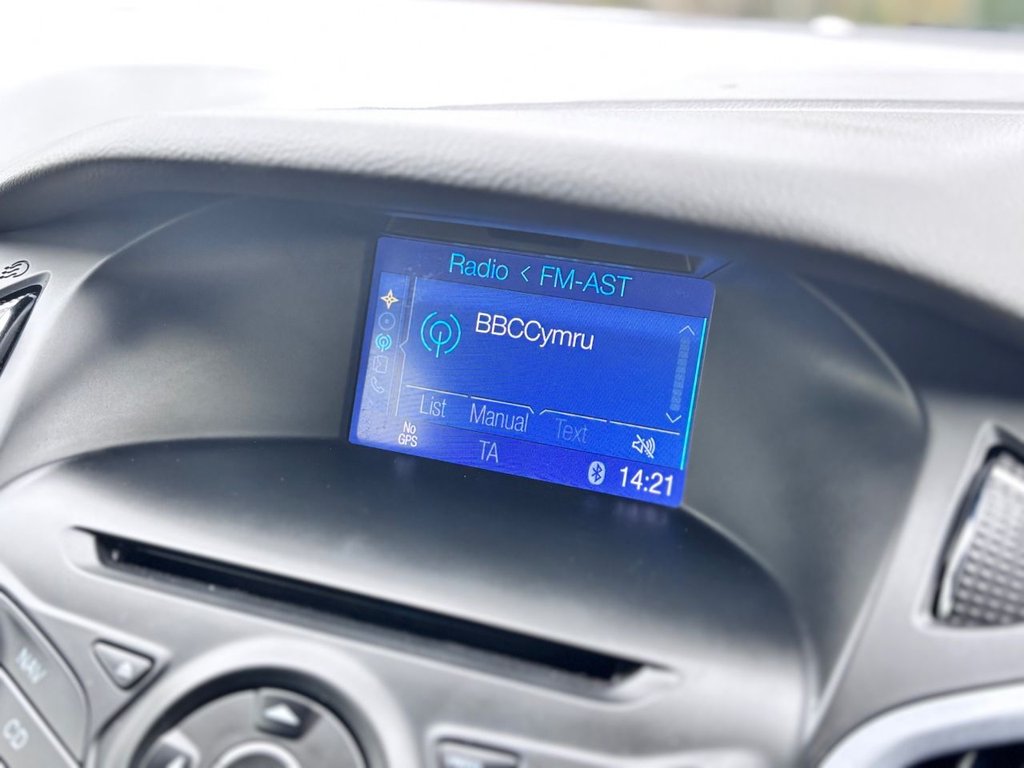 Radio < FM-AST
BBCCymru
List Manual Text
No
GPS
TA
14:21
NAV
CD